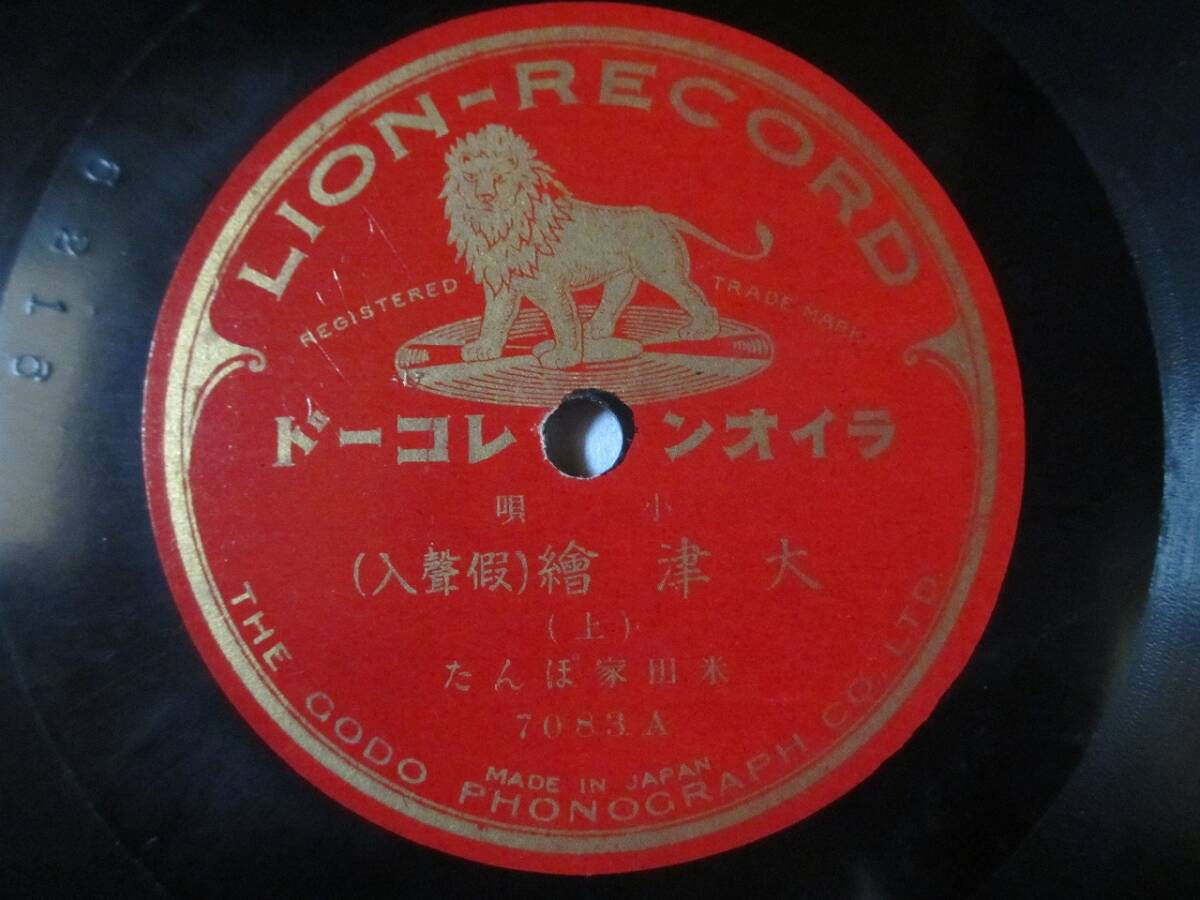 LION-RECORD
REGISTERED TRADE MARK
ライオンレコード
小唄
大津繪(假聲入)
(上)
米田家ぽんた
7083.A
MADE IN JAPAN
THE GODO PHONOGRAPH CO., LTD.
9120